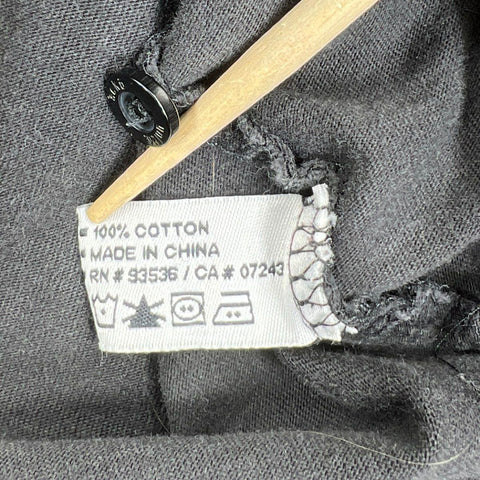 100% COTTON
MADE IN CHINA
RN # 93536 / CA # 07243